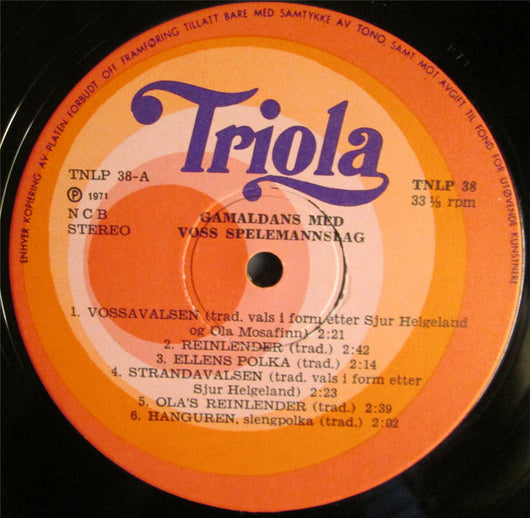 ENHVER KOPIERING AV PLATEN FORBUDT OFF FRAMFØRING TILLATT BARE MED SAMTYKKE AV TONO, SAMT MOT AVGIFT TIL FOND FOR UTØVENDE KUNSTNERE
Triola
TNLP 38-A
Ⓟ 1971
NCB
STEREO
TNLP 38
33 ⅓ rpm
GAMALDANS MED
VOSS SPELEMANNSLAG
1. VOSSAVALSEN (trad. vals i form etter Sjur Helgeland
og Ola Mosafinn) 2:21
2. REINLENDER (trad.) 2:42
3. ELLENS POLKA (trad.) 2:14
4. STRANDAVALSEN (trad. vals i form etter
Sjur Helgeland) 2:23
5. OLA'S REINLENDER (trad.) 2:39
6. HANGUREN, slengpolka (trad.) 2:02